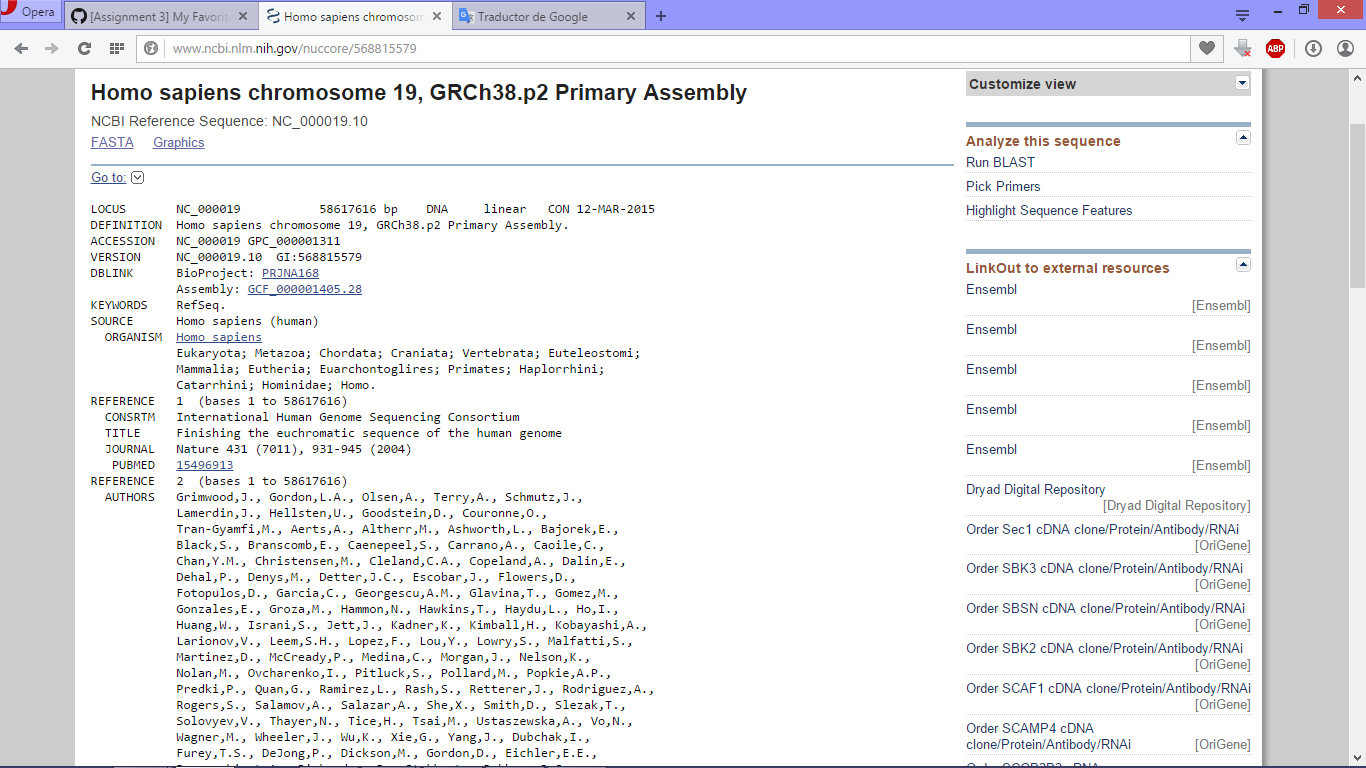 Opera
[Assignment 3] My Favorit
Homo sapiens chromosom
Traductor de Google
www.ncbi.nlm.nih.gov/nuccore/568815579
ABP
Homo sapiens chromosome 19, GRCh38.p2 Primary Assembly
NCBI Reference Sequence: NC_000019.10
FASTA Graphics
Go to:
LOCUS NC_000019 58617616 bp DNA linear CON 12-MAR-2015
DEFINITION Homo sapiens chromosome 19, GRCh38.p2 Primary Assembly.
ACCESSION NC_000019 GPC_000001311
VERSION NC_000019.10 GI:568815579
DBLINK BioProject: PRJNA168
Assembly: GCF_000001405.28
KEYWORDS RefSeq.
SOURCE Homo sapiens (human)
ORGANISM Homo sapiens
Eukaryota; Metazoa; Chordata; Craniata; Vertebrata; Euteleostomi;
Mammalia; Eutheria; Euarchontoglires; Primates; Haplorrhini;
Catarrhini; Hominidae; Homo.
REFERENCE 1 (bases 1 to 58617616)
CONSRTM International Human Genome Sequencing Consortium
TITLE Finishing the euchromatic sequence of the human genome
JOURNAL Nature 431 (7011), 931-945 (2004)
PUBMED 15496913
REFERENCE 2 (bases 1 to 58617616)
AUTHORS Grimwood,J., Gordon,L.A., Olsen,A., Terry,A., Schmutz,J.,
Lamerdin,J., Hellsten,U., Goodstein,D., Couronne,O.,
Tran-Gyamfi,M., Aerts,A., Altherr,M., Ashworth,L., Bajorek,E.,
Black,S., Branscomb,E., Caenepeel,S., Carrano,A., Caoile,C.,
Chan,Y.M., Christensen,M., Cleland,C.A., Copeland,A., Dalin,E.,
Dehal,P., Denys,M., Detter,J.C., Escobar,J., Flowers,D.,
Fotopulos,D., Garcia,C., Georgescu,A.M., Glavina,T., Gomez,M.,
Gonzales,E., Groza,M., Hammon,N., Hawkins,T., Haydu,L., Ho,I.,
Huang,W., Israni,S., Jett,J., Kadner,K., Kimball,H., Kobayashi,A.,
Larionov,V., Leem,S.H., Lopez,F., Lou,Y., Lowry,S., Malfatti,S.,
Martinez,D., McCready,P., Medina,C., Morgan,J., Nelson,K.,
Nolan,M., Ovcharenko,I., Pitluck,S., Pollard,M., Popkie,A.P.,
Predki,P., Quan,G., Ramirez,L., Rash,S., Retterer,J., Rodriguez,A.,
Rogers,S., Salamov,A., Salazar,A., She,X., Smith,D., Slezak,T.,
Solovyev,V., Thayer,N., Tice,H., Tsai,M., Ustaszewska,A., Vo,N.,
Wagner,M., Wheeler,J., Wu,K., Xie,G., Yang,J., Dubchak,I.,
Furey,T.S., DeJong,P., Dickson,M., Gordon,D., Eichler,E.E.,
Customize view
Analyze this sequence
Run BLAST
Pick Primers
Highlight Sequence Features
LinkOut to external resources
Ensembl
[Ensembl]
Ensembl
[Ensembl]
Ensembl
[Ensembl]
Ensembl
[Ensembl]
Ensembl
[Ensembl]
Dryad Digital Repository
[Dryad Digital Repository]
Order Sec1 cDNA clone/Protein/Antibody/RNAi
[OriGene]
Order SBK3 cDNA clone/Protein/Antibody/RNAi
[OriGene]
Order SBSN cDNA clone/Protein/Antibody/RNAi
[OriGene]
Order SBK2 cDNA clone/Protein/Antibody/RNAi
[OriGene]
Order SCAF1 cDNA clone/Protein/Antibody/RNAi
[OriGene]
Order SCAMP4 cDNA
clone/Protein/Antibody/RNAi [OriGene]